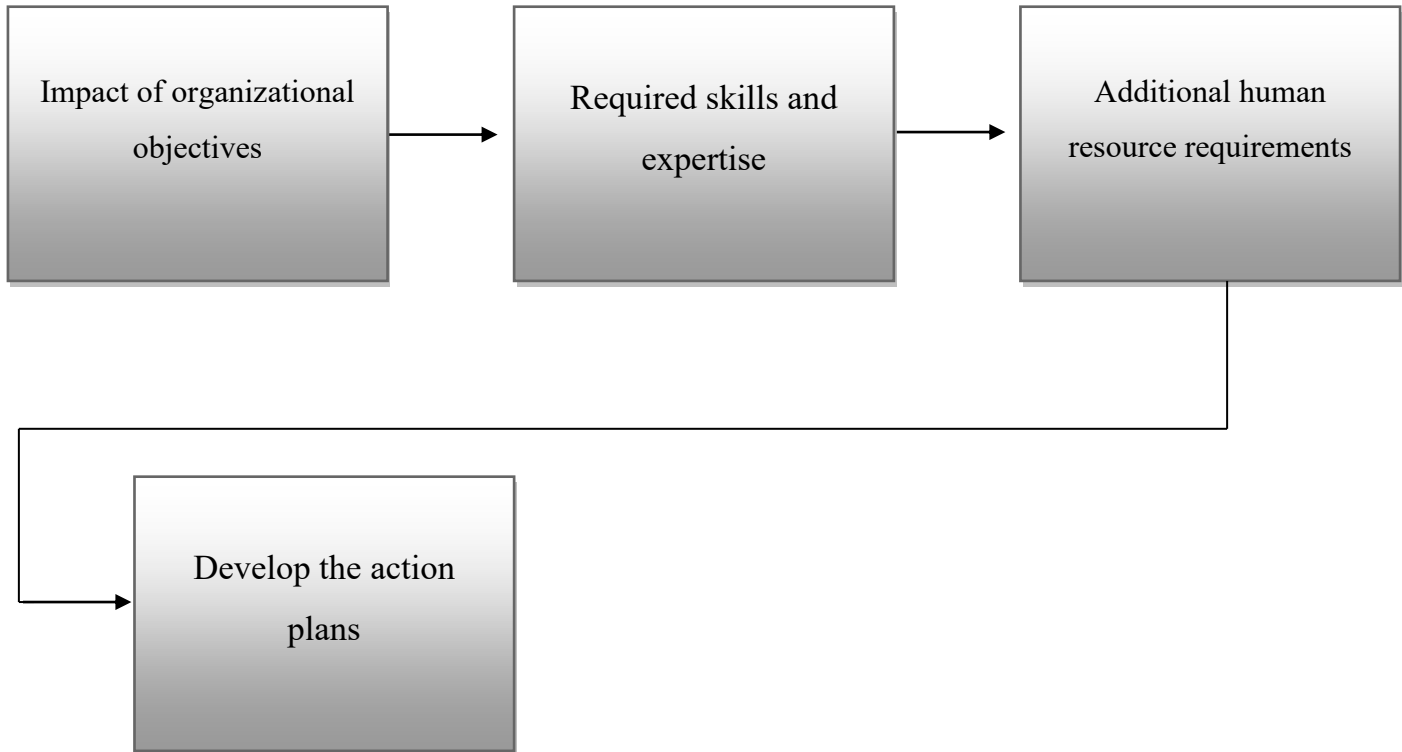 Impact of organizational
objectives
Required skills and
expertise
Additional human
resource requirements
Develop the action
plans